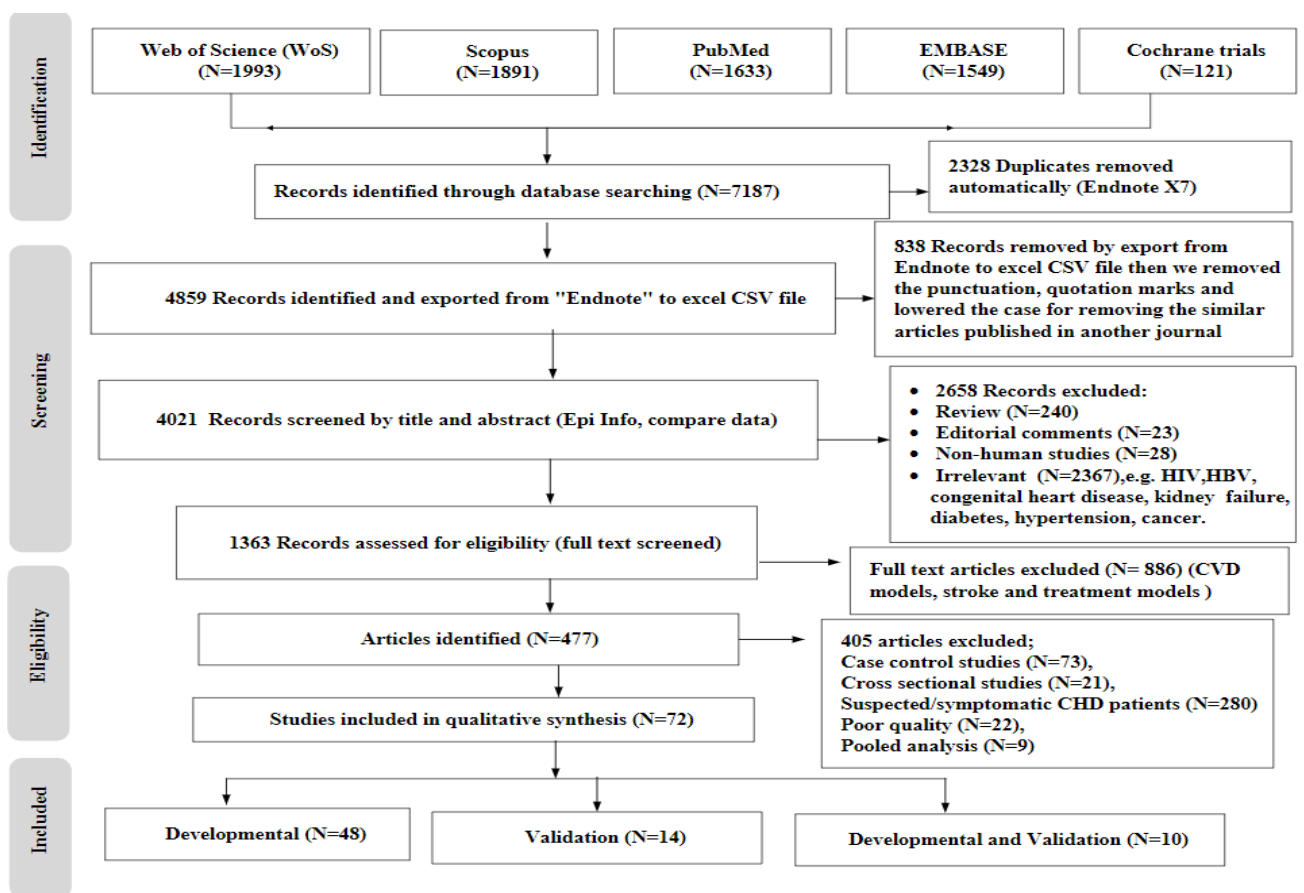 Identification
Web of Science (WoS)
(N=1993)
Scopus
(N=1891)
PubMed
(N=1633)
EMBASE
(N=1549)
Cochrane trials
(N=121)
Records identified through database searching (N=7187)
2328 Duplicates removed
automatically (Endnote X7)
Screening
4859 Records identified and exported from "Endnote" to excel CSV file
838 Records removed by export from
Endnote to excel CSV file then we removed
the punctuation, quotation marks and
lowered the case for removing the similar
articles published in another journal
4021 Records screened by title and abstract (Epi Info, compare data)
• 2658 Records excluded:
• Review (N=240)
• Editorial comments (N=23)
• Non-human studies (N=28)
• Irrelevant (N=2367),e.g. HIV,HBV,
congenital heart disease, kidney failure,
diabetes, hypertension, cancer.
1363 Records assessed for eligibility (full text screened)
Full text articles excluded (N= 886) (CVD
models, stroke and treatment models )
Eligibility
Articles identified (N=477)
405 articles excluded;
Case control studies (N=73),
Cross sectional studies (N=21),
Suspected/symptomatic CHD patients (N=280)
Poor quality (N=22),
Pooled analysis (N=9)
Studies included in qualitative synthesis (N=72)
Included
Developmental (N=48)
Validation (N=14)
Developmental and Validation (N=10)